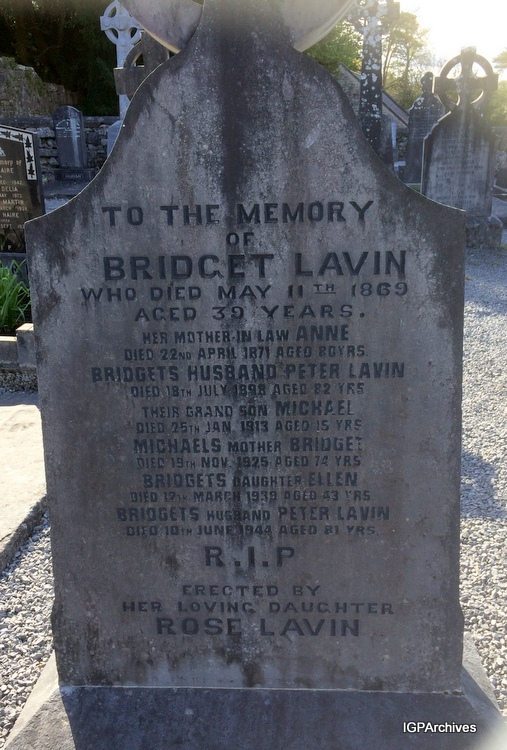 TO THE MEMORY
OF
BRIDGET LAVIN
WHO DIED MAY 11TH 1869
AGED 39 YEARS.
HER MOTHER-IN LAW ANNE
DIED 22ND APRIL 1871 AGED 80YRS.
BRIDGETS HUSBAND PETER LAVIN
DIED 18TH JULY 1898 AGED 82 YRS
THEIR GRAND SON MICHAEL
DIED 25TH JAN. 1913 AGED 15 YRS
MICHAELS MOTHER BRIDGET
DIED 19TH NOV. 1925 AGED 74 YRS
BRIDGETS DAUGHTER ELLEN
DIED 12TH MARCH 1939 AGED 43 YRS
BRIDGETS HUSBAND PETER LAVIN
DIED 10TH JUNE 1944 AGED 81 YRS.
R.I.P
ERECTED BY
HER LOVING DAUGHTER
ROSE LAVIN
DELIA
MARTIN
HAIRE
IGPArchives